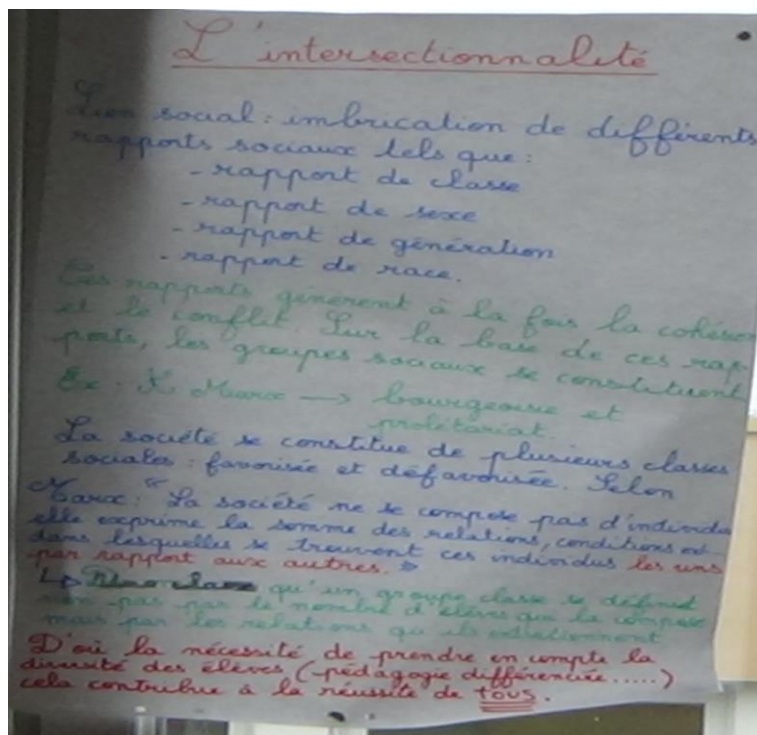 L'intersectionnalité
Lien social : imbrication de différents
rapports sociaux tels que :
- rapport de classe
- rapport de sexe
- rapport de génération
- rapport de race.
Ces rapports génèrent à la fois la cohésion
et le conflit. Sur la base de ces rap-
ports, les groupes sociaux se constituent
Ex : K. Marx → bourgeoisie et
prolétariat.
La société se constitue de plusieurs classes
sociales : favorisée et défavorisée. Selon
Marx : "La société ne se compose pas d'individus
elle exprime la somme des relations, conditions
dans lesquelles se trouvent ces individus les uns
par rapport aux autres. »
↳ qu'un groupe classe se définit
non pas par le nombre d'élèves qui le compose
mais par les relations qu'ils entretiennent
D'où la nécessité de prendre en compte la
diversité des élèves (pédagogie différenciée.....)
cela contribue à la réussite de tous.